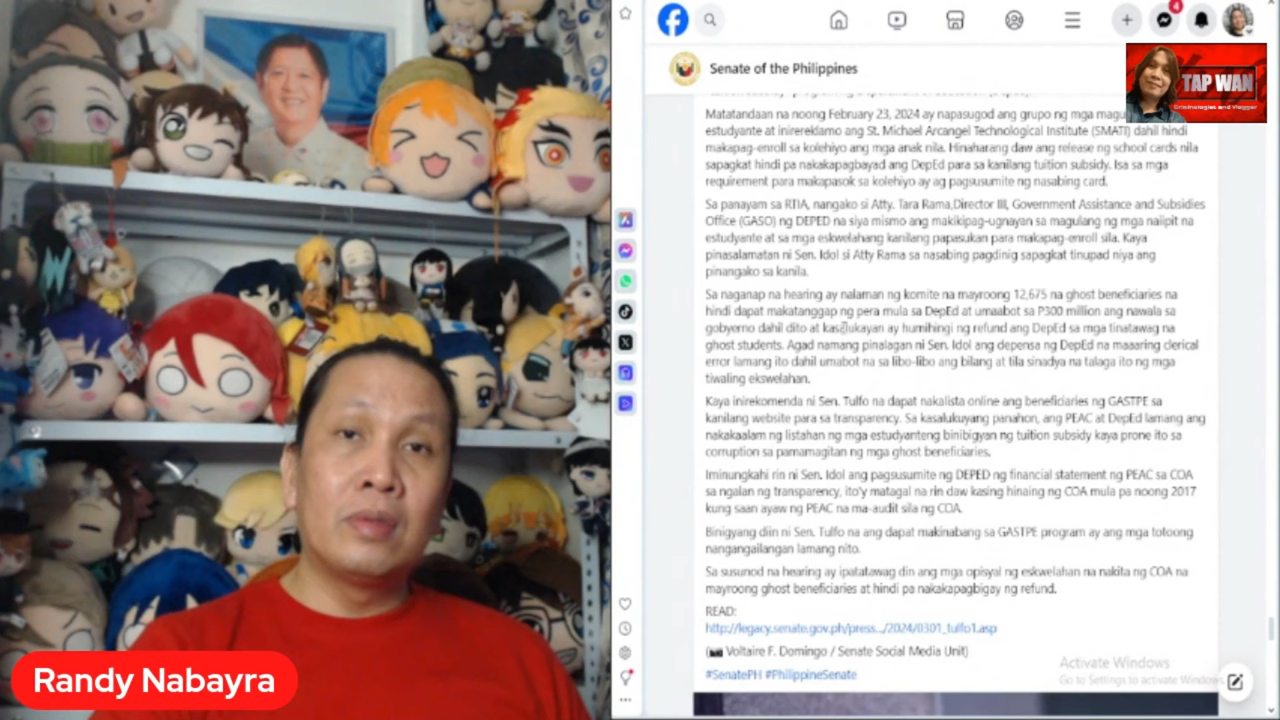 Senate of the Philippines
4
TAP WAN
Criminologist and Vlogger
Matatandaan na noong February 23, 2024 ay napasugod ang grupo ng mga
estudyante at inirereklamo ang St. Michael Arcangel Technological Institute (SMATI) dahil hindi
makapag-enroll sa kolehiyo ang mga anak nila. Hinaharang daw ang release ng school cards nila
sapagkat hindi pa nakakapagbayad ang DepEd para sa kanilang tuition subsidy. Isa sa mga
requirement para makapasok sa kolehiyo ay ag pagsusumite ng nasabing card.
Sa panayam sa RTIA, nangako si Atty. Tara Rama,Director III, Government Assistance and Subsidies
Office (GASO) ng DEPED na siya mismo ang makikipag-ugnayan sa magulang ng mga naiipit na
estudyante at sa mga eskwelahang kanilang papasukan para makapag-enroll sila. Kaya
pinasalamatan ni Sen. Idol si Atty Rama sa nasabing pagdinig sapagkat tinupad niya ang
pinangako sa kanila.
Sa naganap na hearing ay nalaman ng komite na mayroong 12,675 na ghost beneficiaries na
hindi dapat makatanggap ng pera mula sa DepEd at umaabot sa P300 million ang nawala sa
gobyerno dahil dito at kasalukayan ay humihingi ng refund ang DepEd sa mga tinatawag na
ghost students. Agad namang pinalagan ni Sen. Idol ang depensa ng DepEd na maaaring clerical
error lamang ito dahil umabot na sa libo-libo ang bilang at tila sinadya na talaga ito ng mga
tiwaling ekswelahan.
Kaya inirekomenda ni Sen. Tulfo na dapat nakalista online ang beneficiaries ng GASTPE sa
kanilang website para sa transparency. Sa kasalukuyang panahon, ang PEAC at DepEd lamang ang
nakakaalam ng listahan ng mga estudyanteng binibigyan ng tuition subsidy kaya prone ito sa
corruption sa pamamagitan ng mga ghost beneficiaries.
Iminungkahi rin ni Sen. Idol ang pagsusumite ng DEPED ng financial statement ng PEAC sa COA
sa ngalan ng transparency, ito'y matagal na rin daw kasing hinaing ng COA mula pa noong 2017
kung saan ayaw ng PEAC na ma-audit sila ng COA.
Binigyang diin ni Sen. Tulfo na ang dapat makinabang sa GASTPE program ay ang mga totoong
nangangailangan lamang nito.
Sa susunod na hearing ay ipatatawag din ang mga opisyal ng eskwelahan na nakita ng COA na
mayroong ghost beneficiaries at hindi pa nakakapagbigay ng refund.
READ:
http://legacy.senate.gov.ph/press.../2024/0301_tulfo1.asp
(📷 Voltaire F. Domingo / Senate Social Media Unit)
#SenatePH #PhilippineSenate
Activate Windows
Go to Settings to activate Windows.
Randy Nabayra